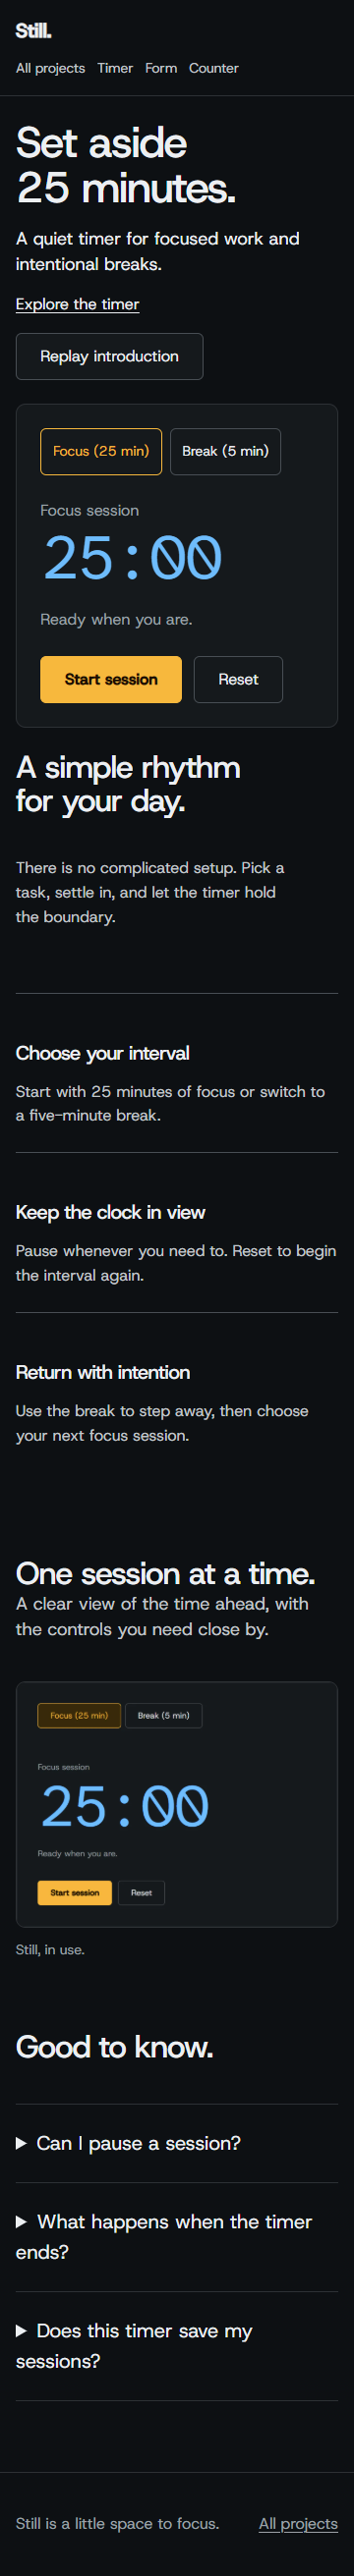 Still.
All projects Timer Form Counter
Set aside
25 minutes.
A quiet timer for focused work and
intentional breaks.
Explore the timer
Replay introduction
Focus (25 min) Break (5 min)
Focus session
25:00
Ready when you are.
Start session Reset
A simple rhythm
for your day.
There is no complicated setup. Pick a
task, settle in, and let the timer hold
the boundary.
Choose your interval
Start with 25 minutes of focus or switch to
a five-minute break.
Keep the clock in view
Pause whenever you need to. Reset to begin
the interval again.
Return with intention
Use the break to step away, then choose
your next focus session.
One session at a time.
A clear view of the time ahead, with
the controls you need close by.
Focus (25 min) Break (5 min)
Focus session
25:00
Ready when you are.
Start session Reset
Still, in use.
Good to know.
Can I pause a session?
What happens when the timer
ends?
Does this timer save my
sessions?
Still is a little space to focus. All projects